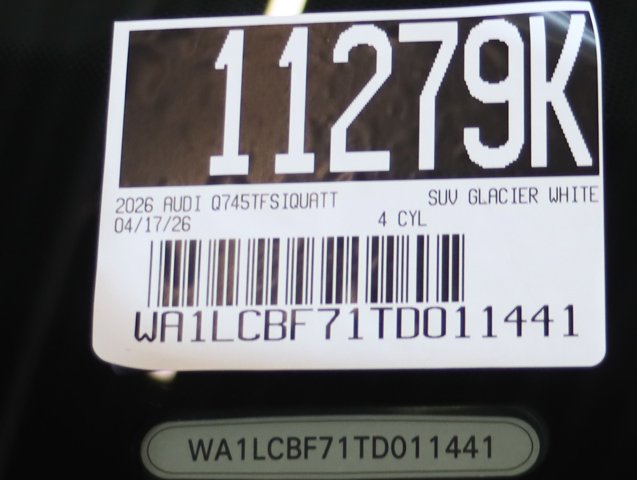 11279K
2026 AUDI Q745TFSIQUATT SUV GLACIER WHITE
04/17/26 4 CYL
WA1LCBF71TD011441
WA1LCBF71TD011441